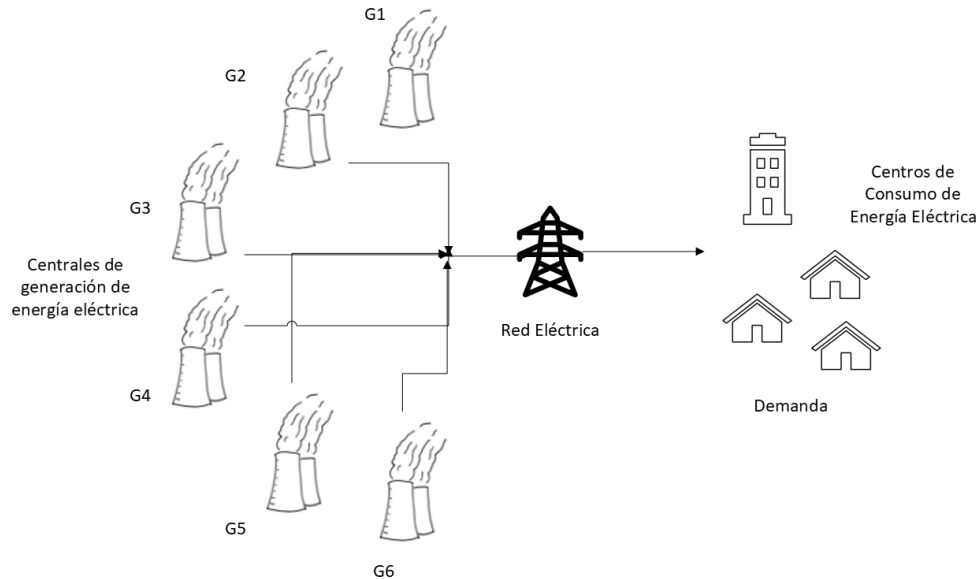 G1
G2
G3
Centrales de
generación de
energía eléctrica
G4
G5
G6
Red Eléctrica
Centros de
Consumo de
Energía Eléctrica
Demanda